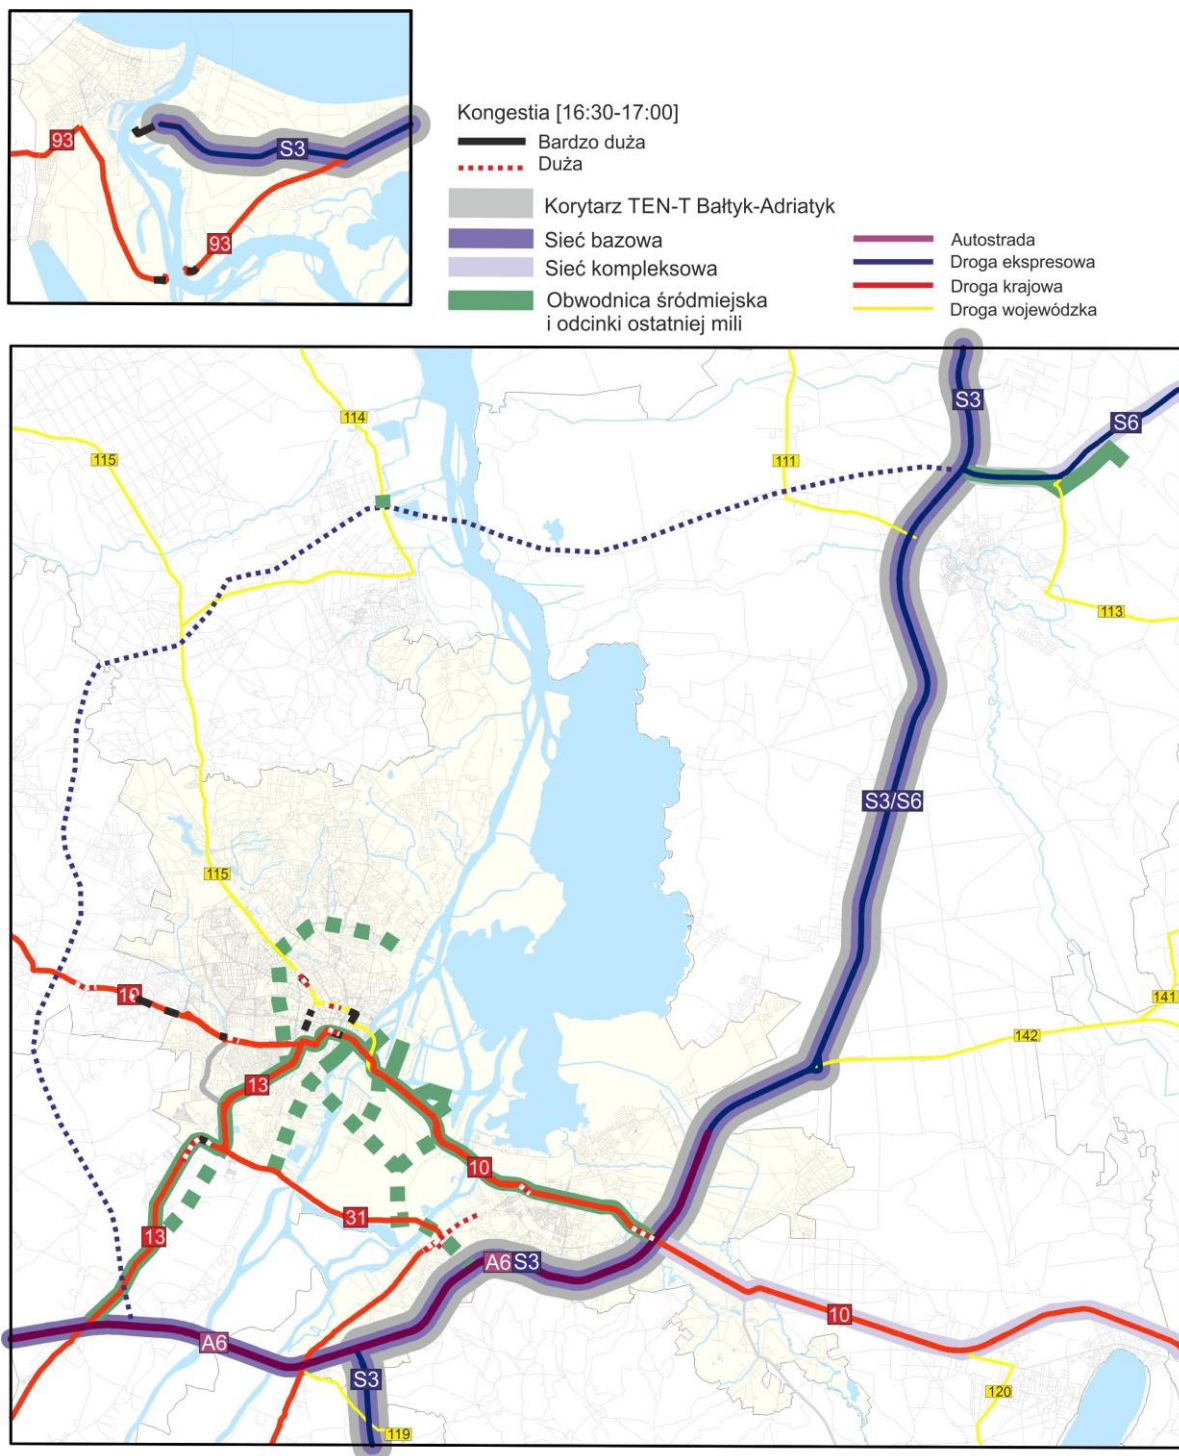 93
S3
93
Kongestia [16:30-17:00]
Bardzo duża
Duża
Korytarz TEN-T Bałtyk-Adriatyk
Sieć bazowa
Sieć kompleksowa
Obwodnica śródmiejska
i odcinki ostatniej mili
Autostrada
Droga ekspresowa
Droga krajowa
Droga wojewódzka
S3
S6
114
115
111
113
S3/S6
115
10
141
142
13
10
31
13
A6 S3
A6
10
S3
120
119